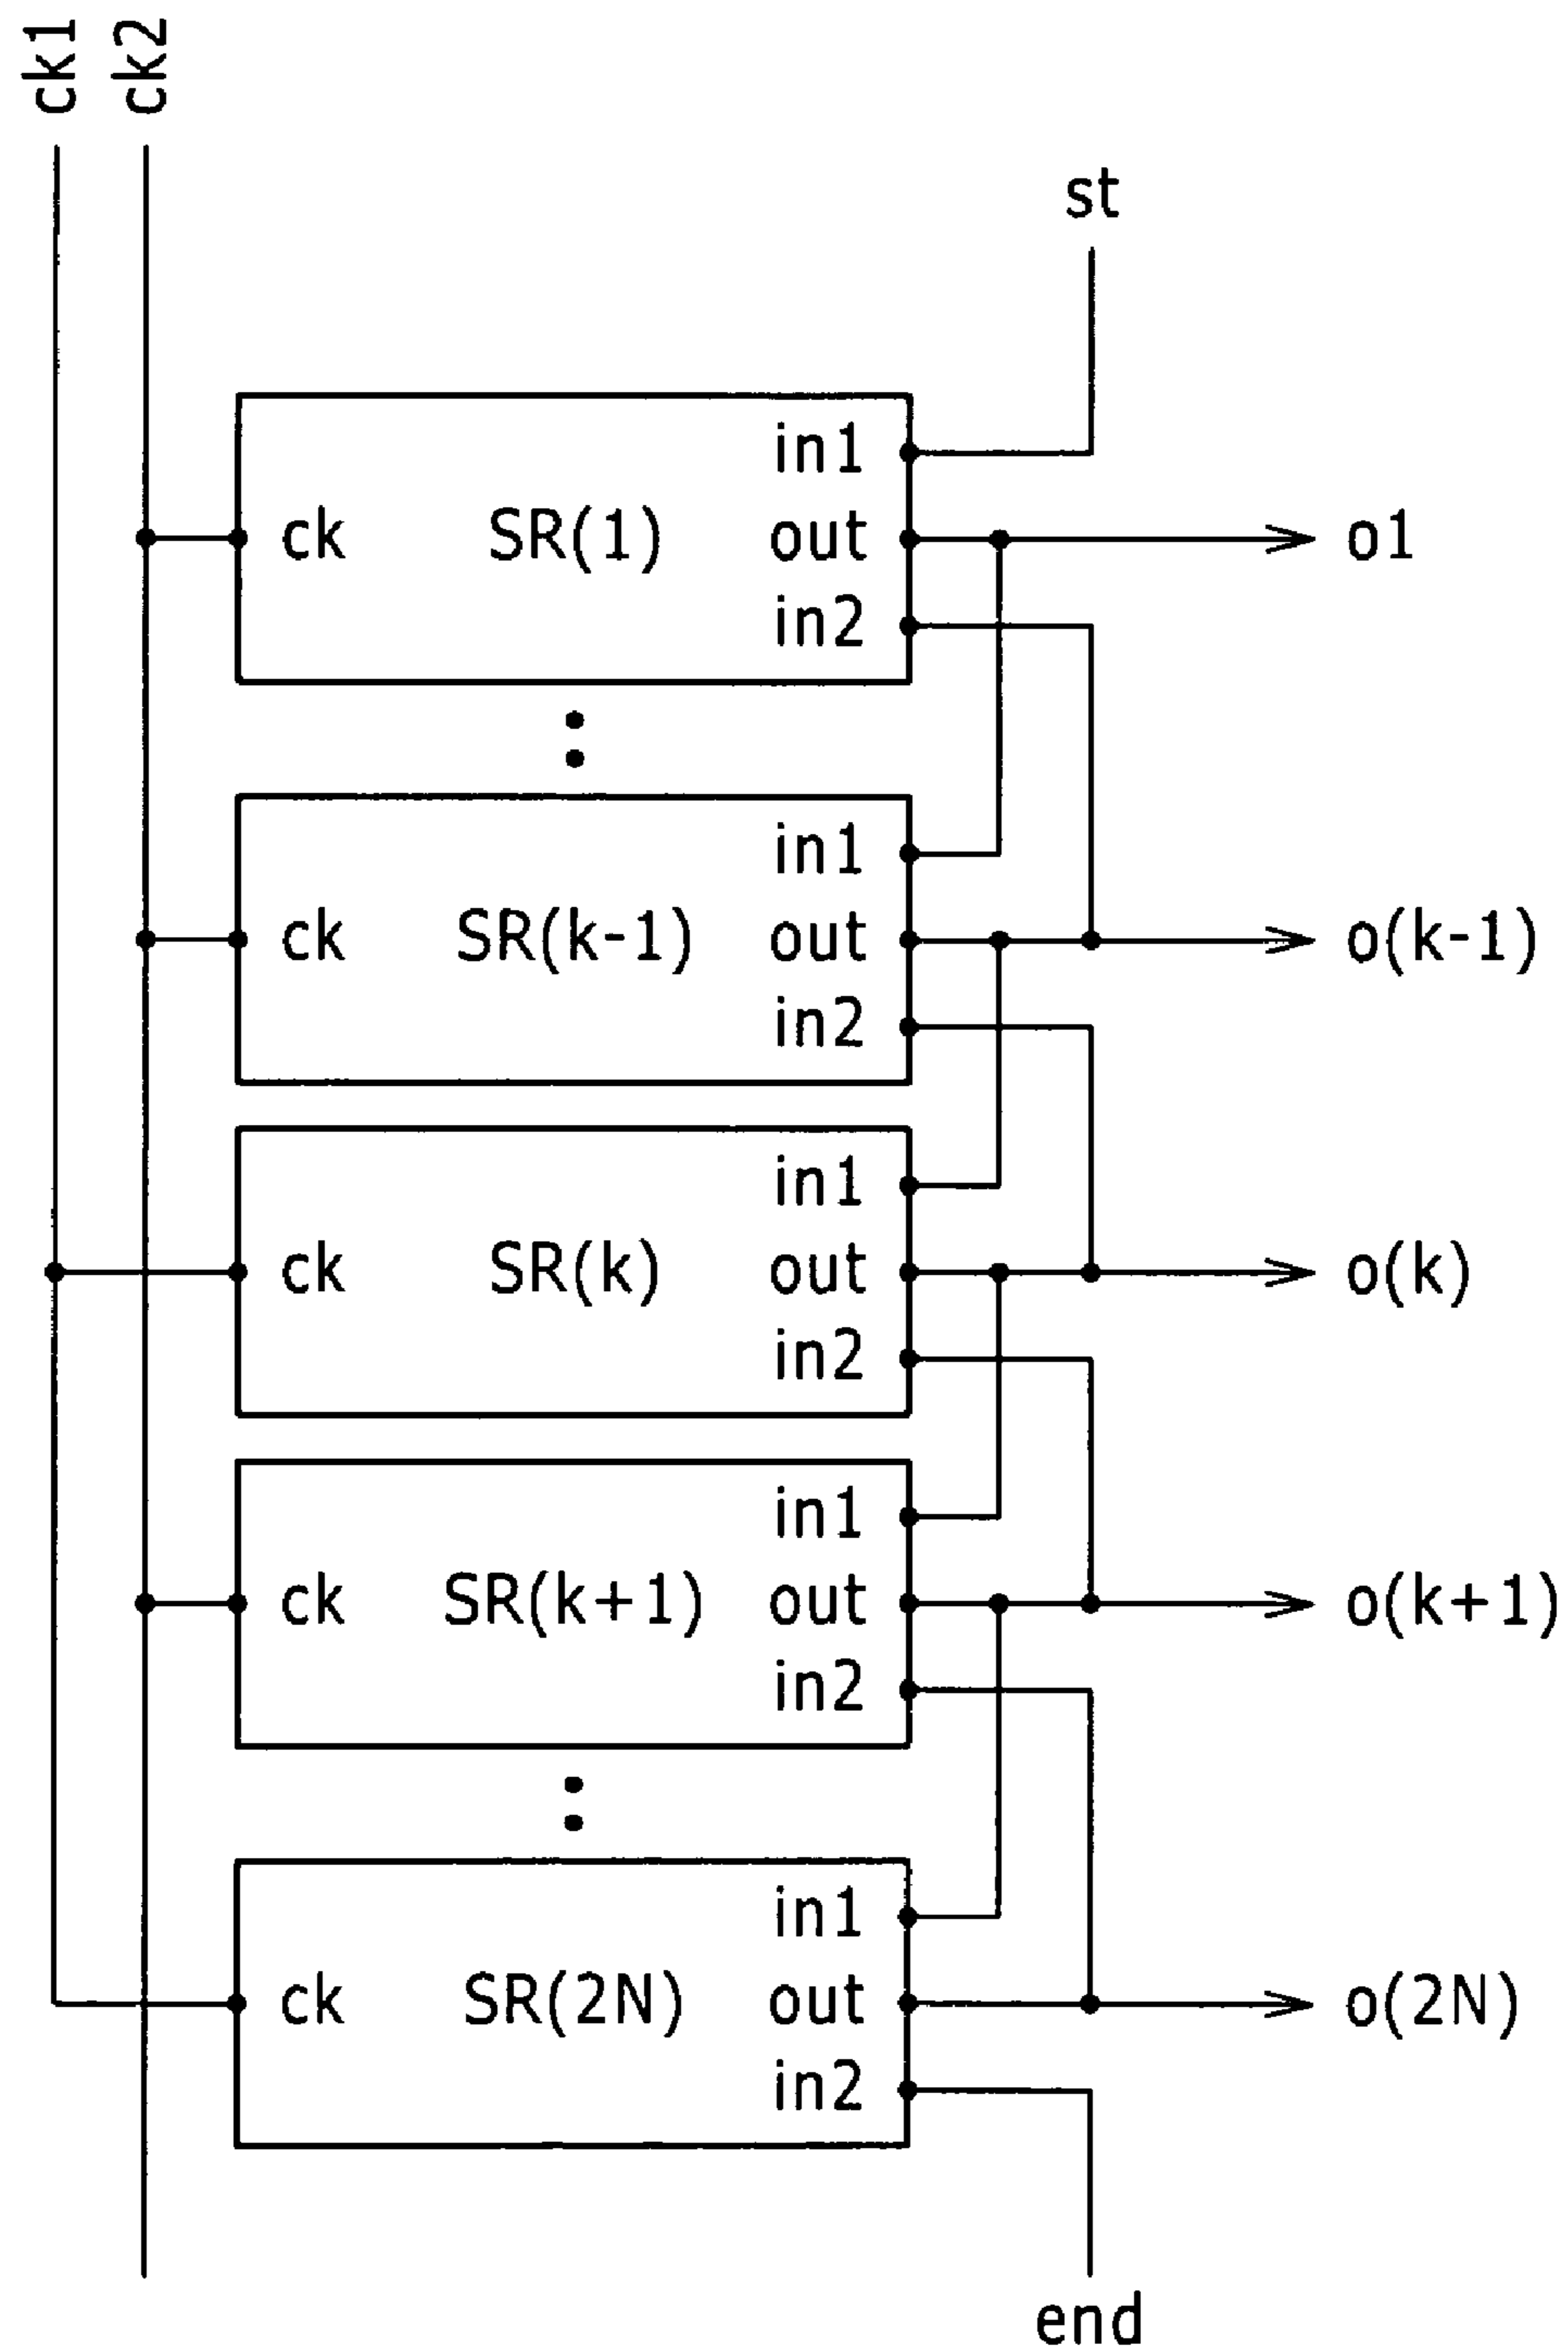 ck1
ck2
st
in1
ck SR(1) out o1
in2
in1
ck SR(k-1) out o(k-1)
in2
in1
ck SR(k) out o(k)
in2
in1
ck SR(k+1) out o(k+1)
in2
in1
ck SR(2N) out o(2N)
in2
end